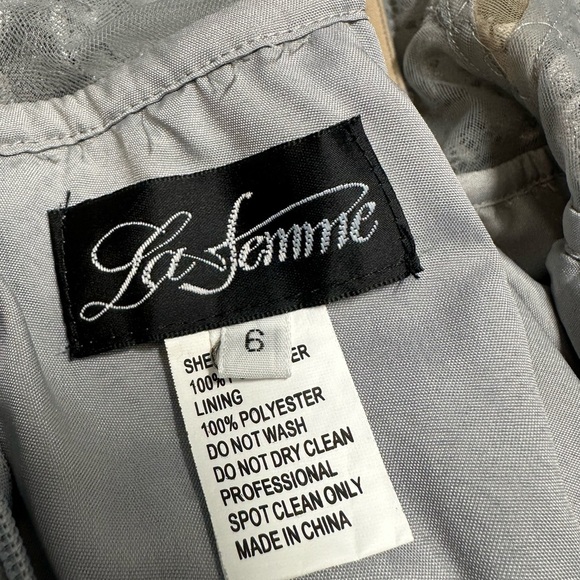 La Femme
6
100%
LINING
100% POLYESTER
DO NOT WASH
DO NOT DRY CLEAN
PROFESSIONAL
SPOT CLEAN ONLY
MADE IN CHINA